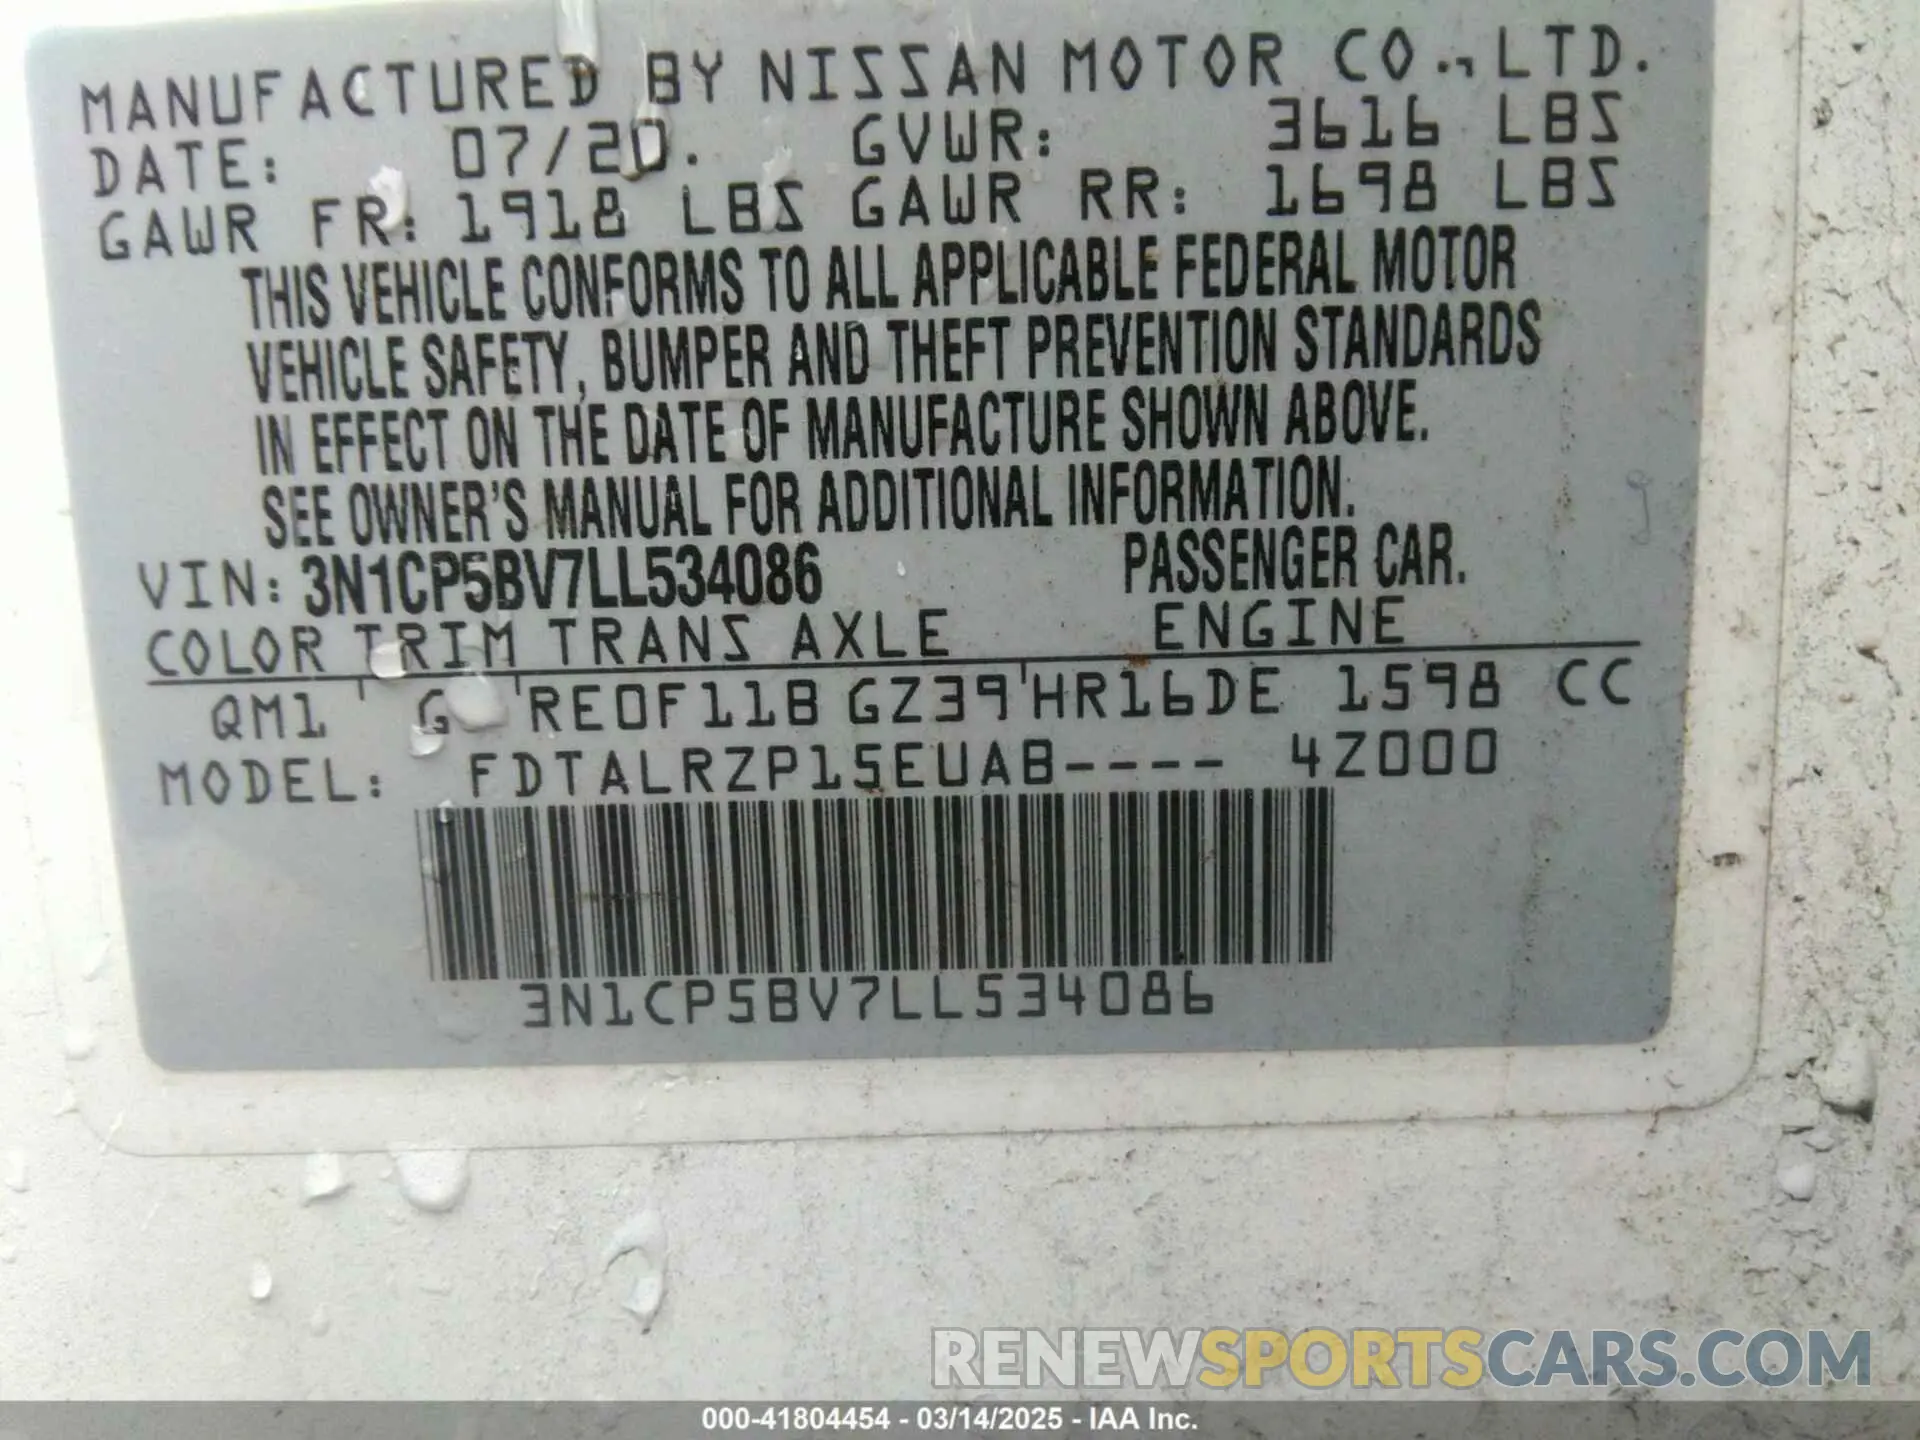 MANUFACTURED BY NISSAN MOTOR CO.,LTD.
DATE: 07/20. GVWR: 3616 LBS
GAWR FR: 1918 LBS GAWR RR: 1698 LBS
THIS VEHICLE CONFORMS TO ALL APPLICABLE FEDERAL MOTOR
VEHICLE SAFETY, BUMPER AND THEFT PREVENTION STANDARDS
IN EFFECT ON THE DATE OF MANUFACTURE SHOWN ABOVE.
SEE OWNER'S MANUAL FOR ADDITIONAL INFORMATION.
VIN: 3N1CP5BV7LL534086 PASSENGER CAR.
COLOR TRIM TRANS AXLE ENGINE
QM1 ' G 'RE0F11B GZ39'HR16DE 1598 CC
MODEL: FDTALRZP15EUAB---- 4Z000
3N1CP5BV7LL534086
RENEWSPORTSCARS.COM
000-41804454 - 03/14/2025 - IAA Inc.